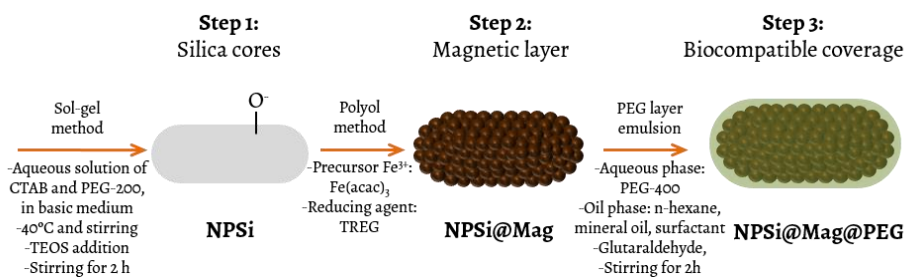 Step 1:
Silica cores
Step 2:
Magnetic layer
Step 3:
Biocompatible coverage
Sol-gel
method
-Aqueous solution of
CTAB and PEG-200,
in basic medium
-40°C and stirring
-TEOS addition
-Stirring for 2 h
O⁻
NPSi
Polyol
method
-Precursor Fe³⁺:
Fe(acac)₃
-Reducing agent:
TREG
NPSi@Mag
PEG layer
emulsion
-Aqueous phase:
PEG-400
-Oil phase: n-hexane,
mineral oil, surfactant
-Glutaraldehyde,
-Stirring for 2h
NPSi@Mag@PEG